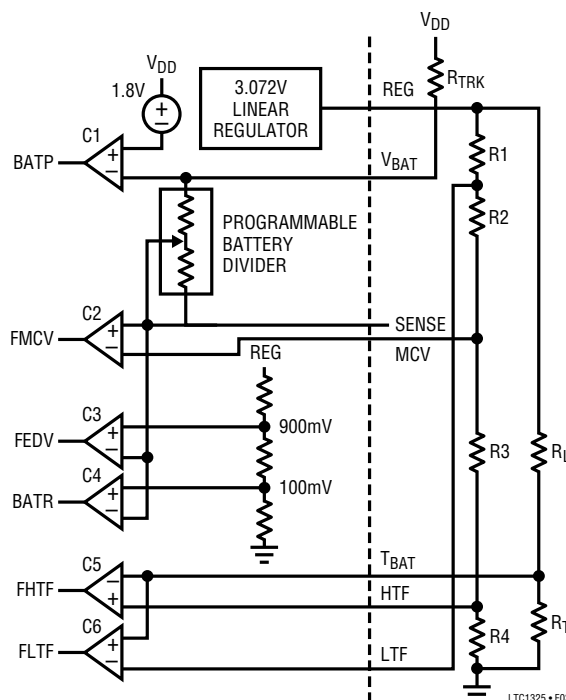 VDD
VDD
1.8V
3.072V
LINEAR
REGULATOR
RTRK
REG
C1
+
−
+
−
BATP
VBAT
R1
R2
PROGRAMMABLE
BATTERY
DIVIDER
C2
+
−
FMCV
SENSE
MCV
REG
C3
+
−
FEDV
900mV
R3
RL
C4
+
−
BATR
100mV
C5
−
+
FHTF
TBAT
HTF
C6
+
−
FLTF
LTF
R4
RT